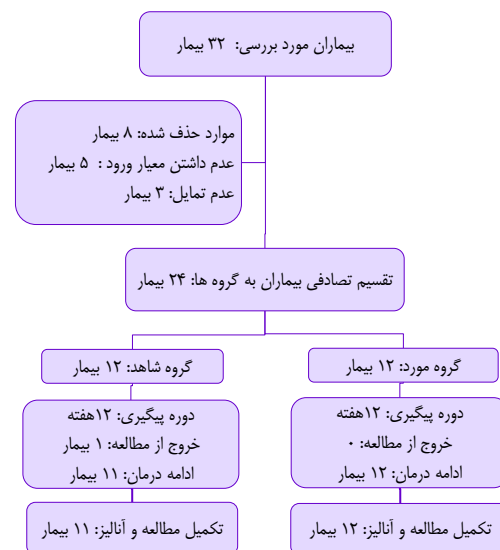 بیماران مورد بررسی: ۳۲ بیمار
موارد حذف شده: ۸ بیمار
عدم داشتن معیار ورود : ۵ بیمار
عدم تمایل: ۳ بیمار
تقسیم تصادفی بیماران به گروه ها: ۲۴ بیمار
گروه مورد: ۱۲ بیمار
گروه شاهد: ۱۲ بیمار
دوره پیگیری: ۱۲هفته
خروج از مطالعه: ۰
ادامه درمان: ۱۲ بیمار
دوره پیگیری: ۱۲هفته
خروج از مطالعه: ۱ بیمار
ادامه درمان: ۱۱ بیمار
تکمیل مطالعه و آنالیز: ۱۲ بیمار
تکمیل مطالعه و آنالیز: ۱۱ بیمار